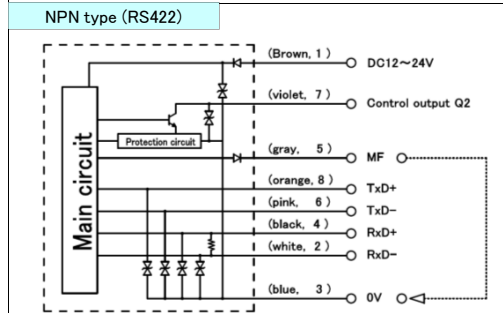 NPN type (RS422)
(Brown, 1) DC12～24V
(violet, 7) Control output Q2
Protection circuit
(gray, 5) MF
(orange, 8) TxD+
(pink, 6) TxD-
(black, 4) RxD+
(white, 2) RxD-
(blue, 3) 0V
Main circuit